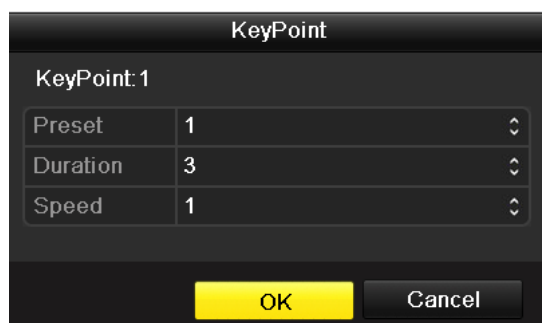 KeyPoint
KeyPoint:1
Preset 1
Duration 3
Speed 1
OK Cancel